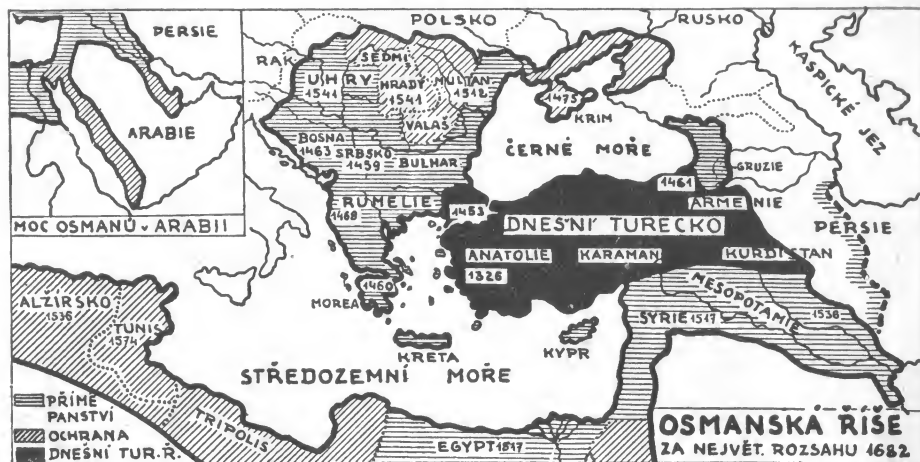 PERSIE
ARABIE
MOC OSMANŮ V ARABII
POLSKO
RUSKO
RAK.
UHRY
1541
SEDMI
HRADY
1541
MULTAN
1512
VALAŠ
BOSNA
1463
SRBSKO
1459
BULHAR
RUMELIE
1468
1453
1460
MOREA
KRETA
KYPR
1475
KRIM
ČERNÉ MOŘE
KASPICKÉ JEZ
GRUZIE
1461
ARMENIE
PERSIE
DNEŠNÍ TURECKO
ANATOLIE
1326
KARAMAN
KURDISTAN
MESOPOTAMIE
1538
SYRIE 1517
ALŽÍRSKO
1536
TUNIS
1574
TRIPOLIS
STŘEDOZEMNÍ MOŘE
EGYPT 1517
PŘÍMÉ
PANSTVÍ
OCHRANA
DNEŠNÍ TUR. Ř.
OSMANSKÁ ŘÍŠE
ZA NEJVĚT. ROZSAHU 1682